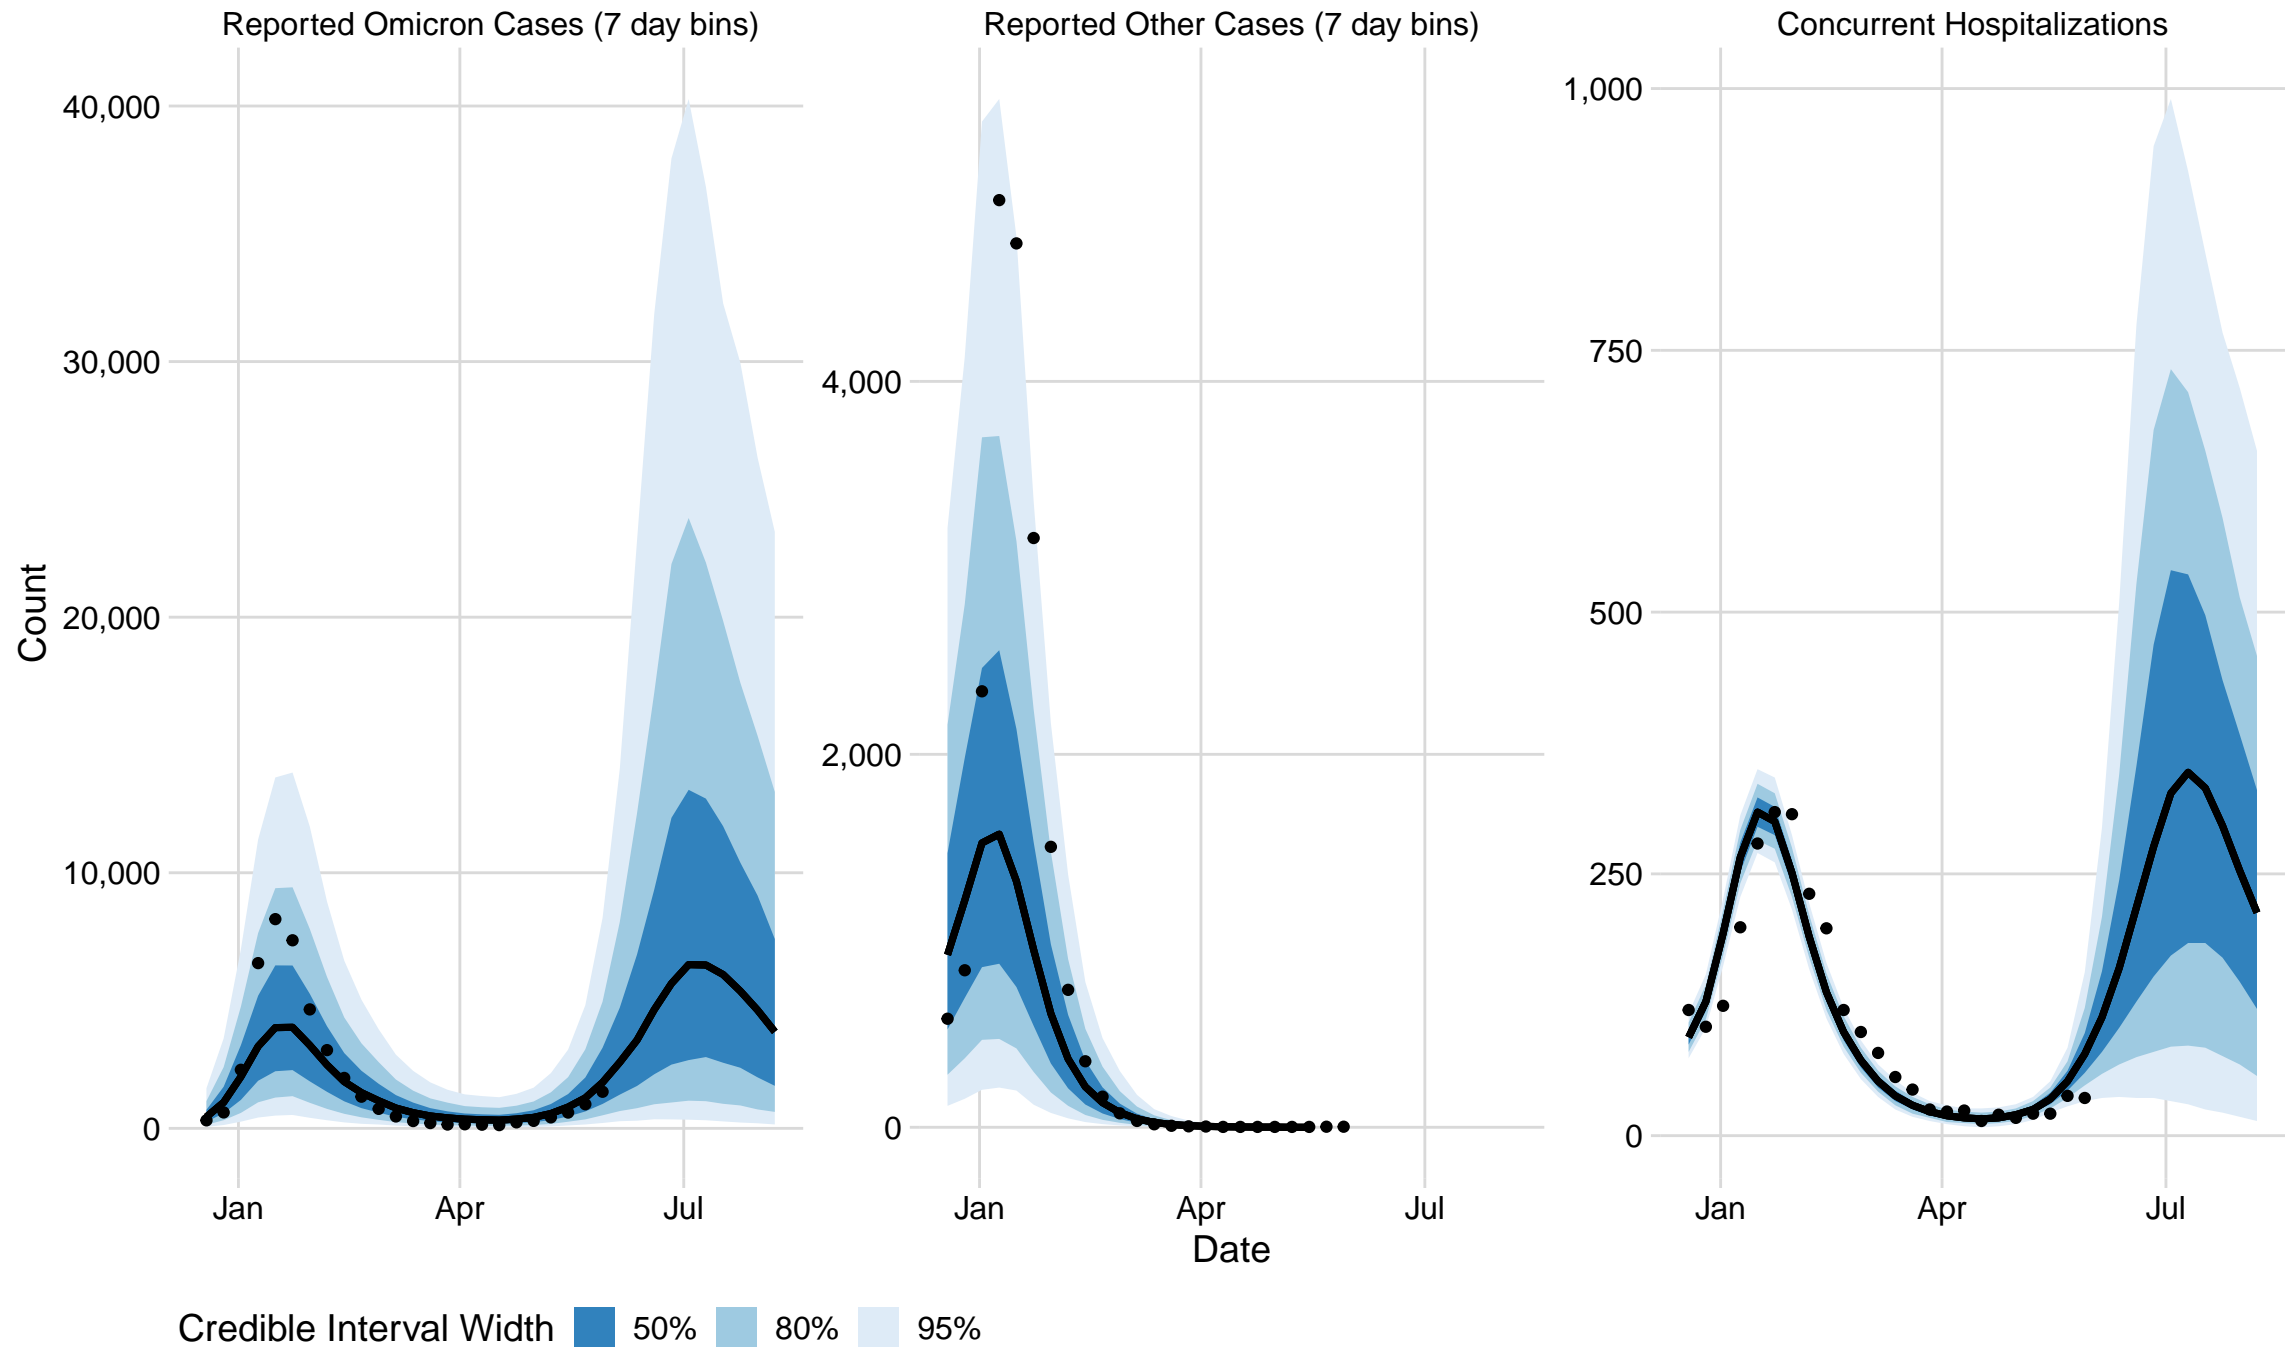 Reported Omicron Cases (7 day bins)
Reported Other Cases (7 day bins)
Concurrent Hospitalizations
Count
40,000
30,000
20,000
10,000
0
4,000
2,000
0
1,000
750
500
250
0
Jan Apr Jul
Jan Apr Jul
Jan Apr Jul
Date
Credible Interval Width 50% 80% 95%